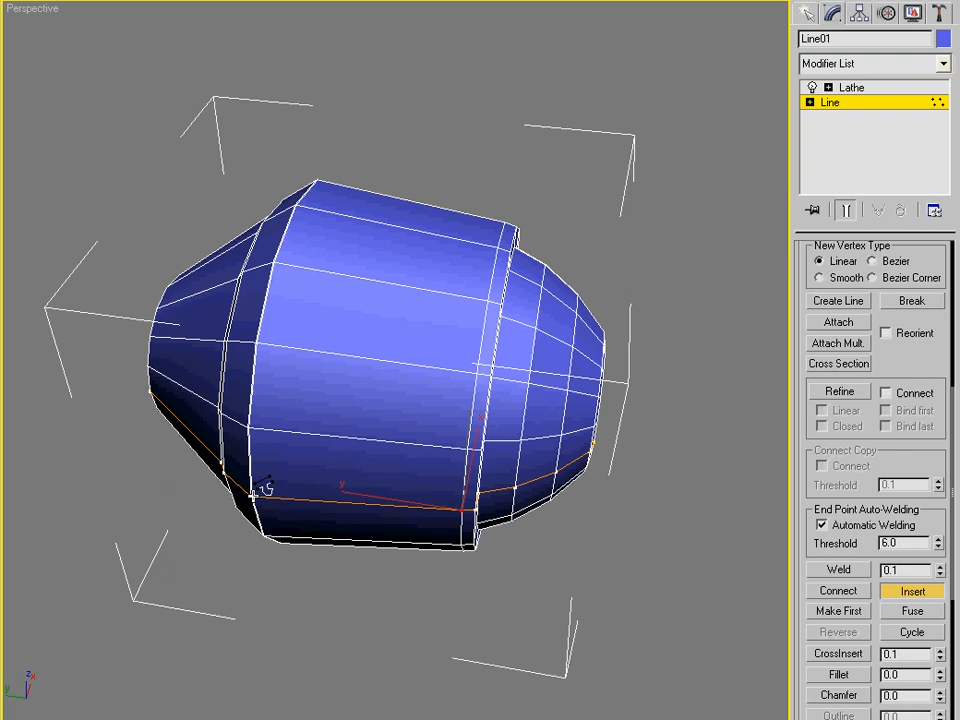 Perspective
Line01
Modifier List
Lathe
Line
New Vertex Type
Linear Bezier
Smooth Bezier Corner
Create Line Break
Attach
Reorient
Attach Mult.
Cross Section
Refine Connect
Linear Bind first
Closed Bind last
Connect Copy
Connect
Threshold 0.1
End Point Auto-Welding
Automatic Welding
Threshold 6.0
Weld 0.1
Connect Insert
Make First Fuse
Reverse Cycle
CrossInsert 0.1
Fillet 0.0
Chamfer 0.0
Outline 0.0
y
x
z
x
y